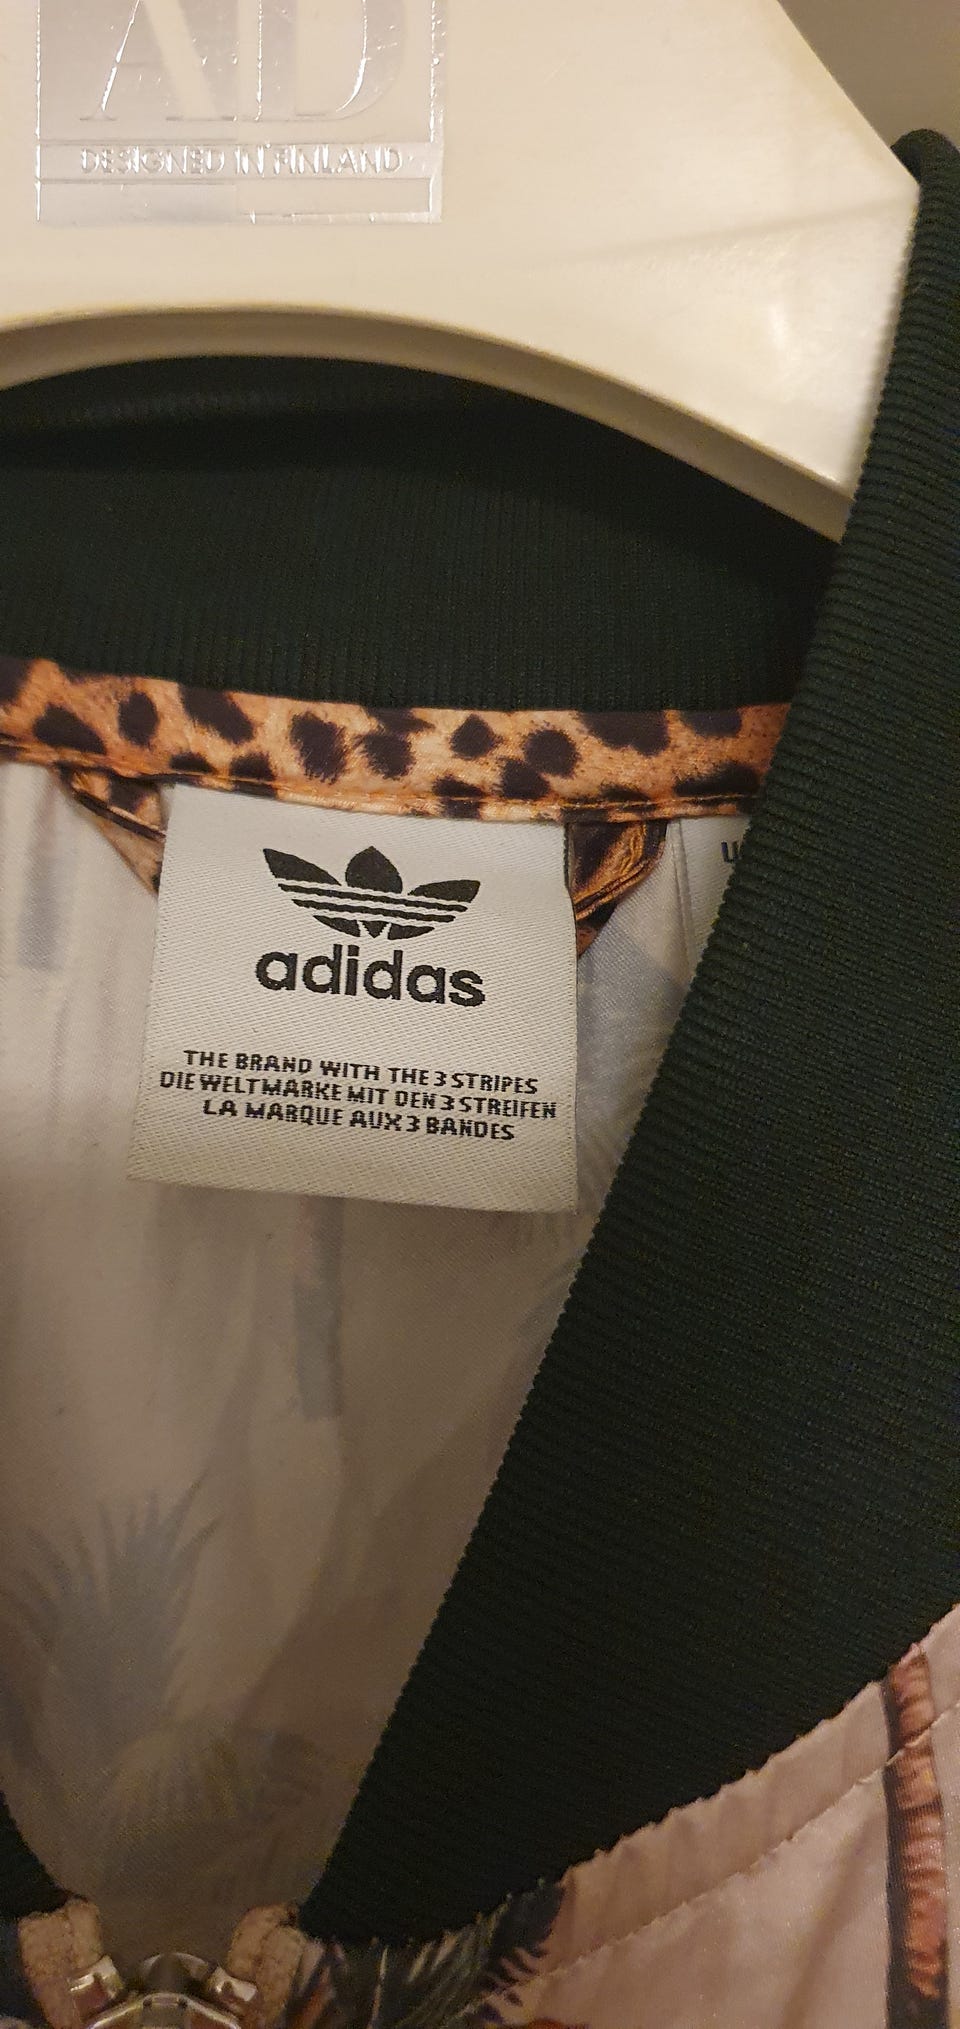 AD
DESIGNED IN FINLAND
adidas
THE BRAND WITH THE 3 STRIPES
DIE WELTMARKE MIT DEN 3 STREIFEN
LA MARQUE AUX 3 BANDES